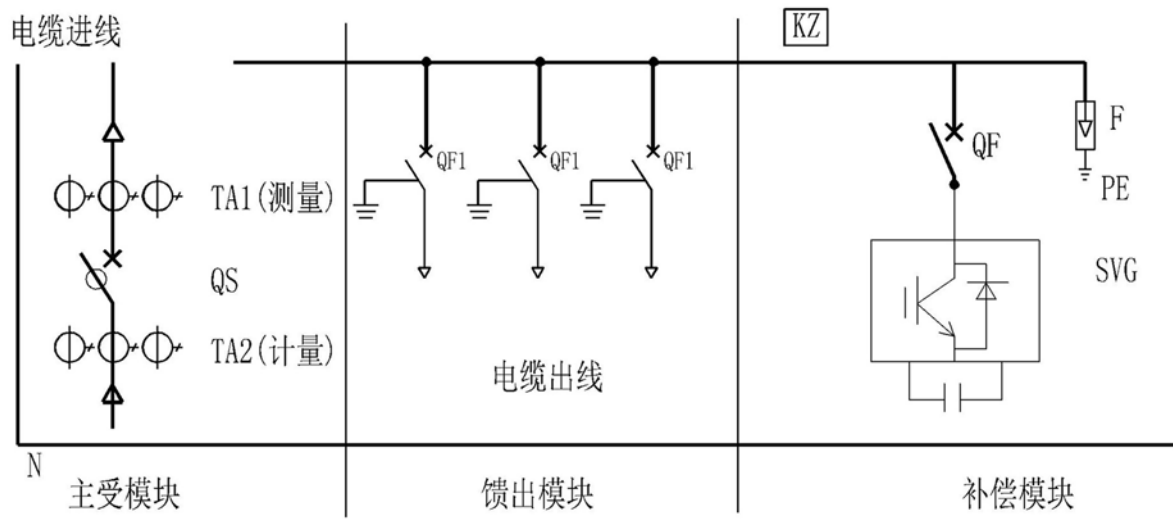 电缆进线
KZ
F
QF1
QF1
QF1
QF
TA1(测量)
PE
QS
SVG
TA2(计量)
电缆出线
N
主受模块
馈出模块
补偿模块